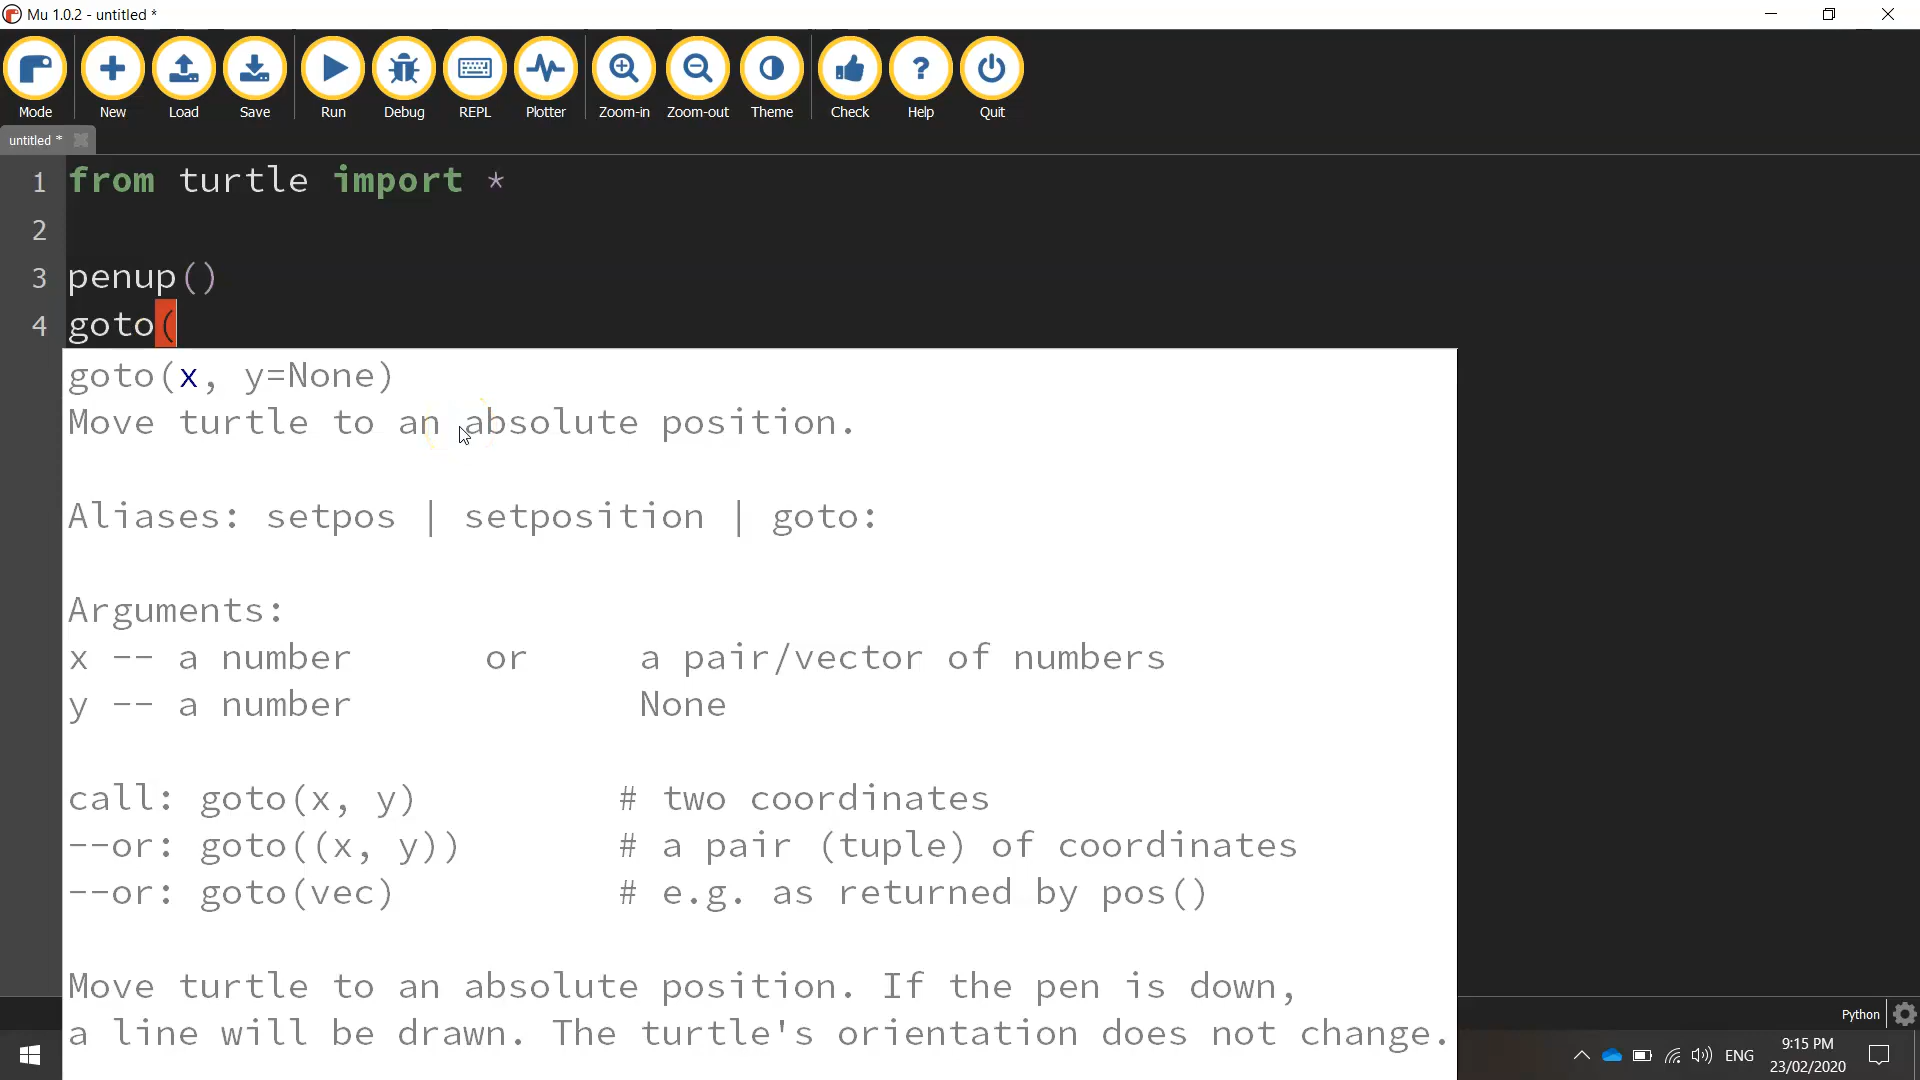 Mu 1.0.2 - untitled *
Mode New Load Save Run Debug REPL Plotter Zoom-in Zoom-out Theme Check Help Quit
untitled *
1 from turtle import *
2
3 penup()
4 goto(
goto(x, y=None)
Move turtle to an absolute position.
Aliases: setpos | setposition | goto:
Arguments:
x -- a number or a pair/vector of numbers
y -- a number None
call: goto(x, y) # two coordinates
--or: goto((x, y)) # a pair (tuple) of coordinates
--or: goto(vec) # e.g. as returned by pos()
Move turtle to an absolute position. If the pen is down,
a line will be drawn. The turtle's orientation does not change.
Python
ENG
9:15 PM
23/02/2020